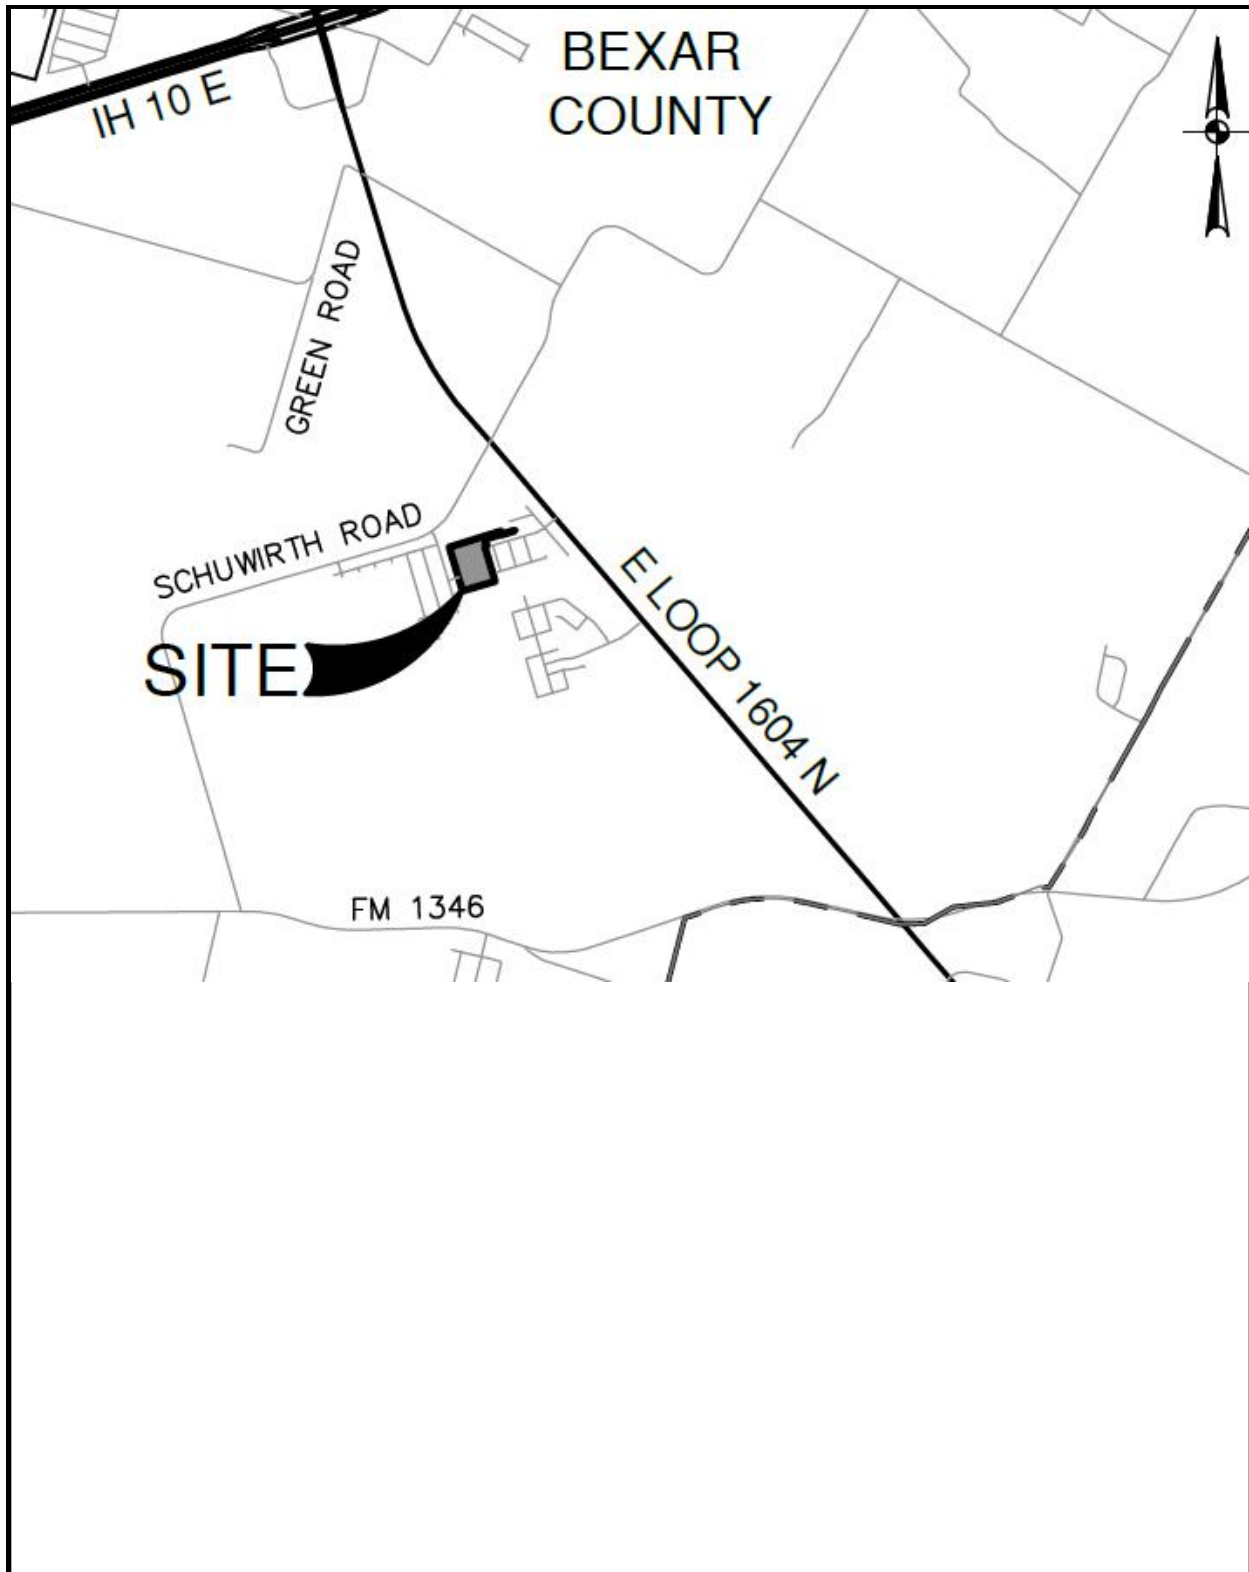 BEXAR
COUNTY
IH 10 E
GREEN ROAD
SCHUWIRTH ROAD
SITE
E LOOP 1604 N
FM 1346